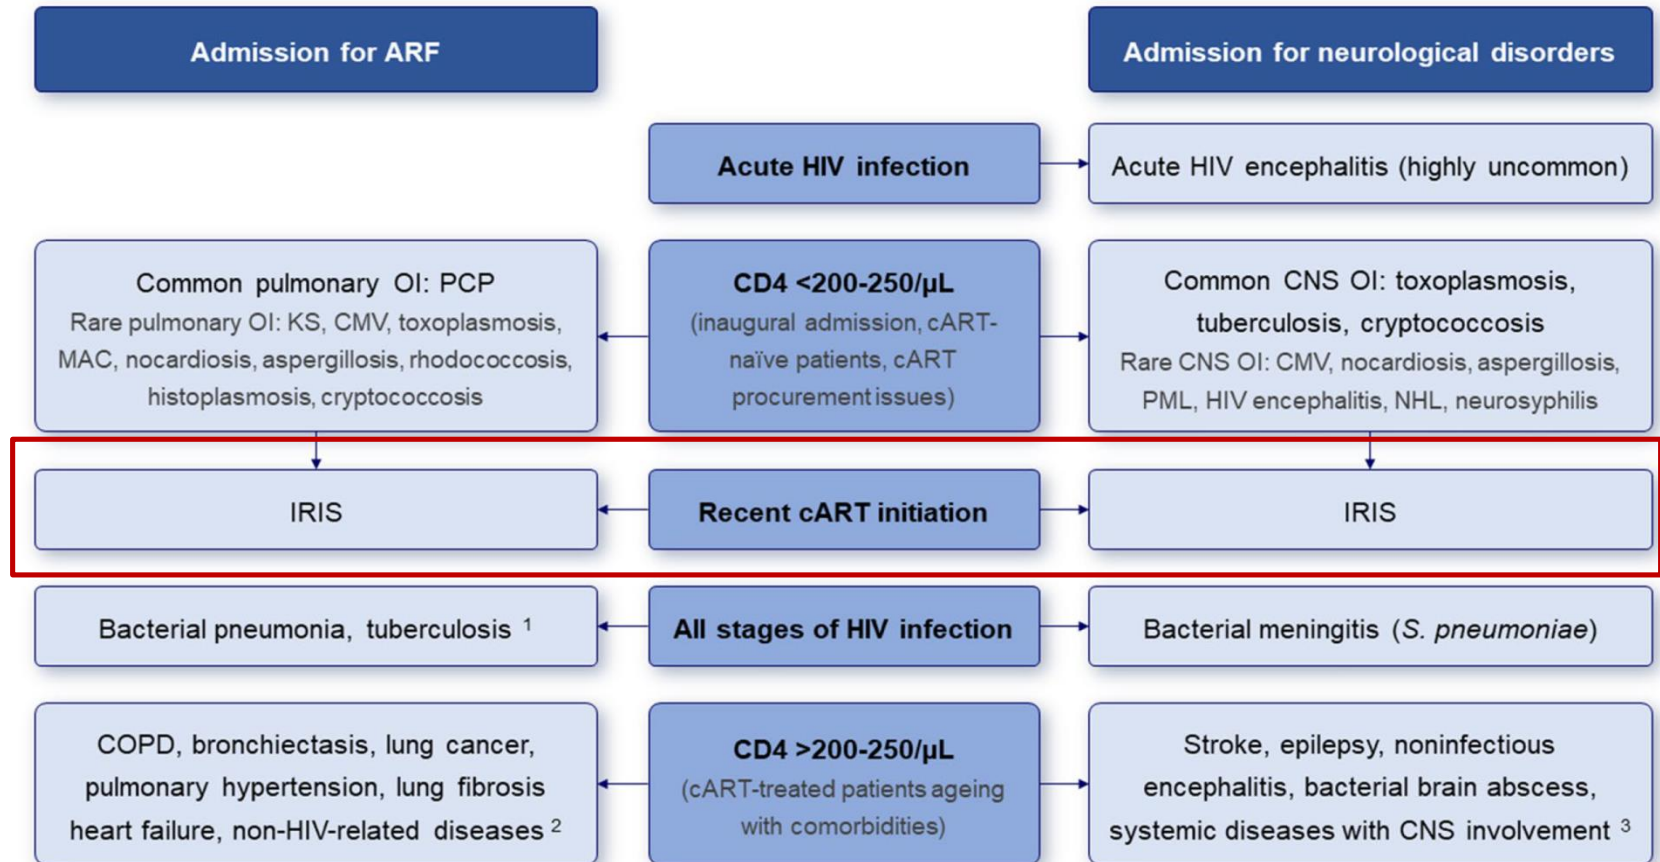 Admission for ARF
Admission for neurological disorders
Acute HIV infection
Acute HIV encephalitis (highly uncommon)
Common pulmonary OI: PCP
Rare pulmonary OI: KS, CMV, toxoplasmosis,
MAC, nocardiosis, aspergillosis, rhodococcosis,
histoplasmosis, cryptococcosis
CD4 <200-250/µL
(inaugural admission, cART-
naïve patients, cART
procurement issues)
Common CNS OI: toxoplasmosis,
tuberculosis, cryptococcosis
Rare CNS OI: CMV, nocardiosis, aspergillosis,
PML, HIV encephalitis, NHL, neurosyphilis
IRIS
Recent cART initiation
IRIS
Bacterial pneumonia, tuberculosis ¹
All stages of HIV infection
Bacterial meningitis (S. pneumoniae)
COPD, bronchiectasis, lung cancer,
pulmonary hypertension, lung fibrosis
heart failure, non-HIV-related diseases ²
CD4 >200-250/µL
(cART-treated patients ageing
with comorbidities)
Stroke, epilepsy, noninfectious
encephalitis, bacterial brain abscess,
systemic diseases with CNS involvement ³